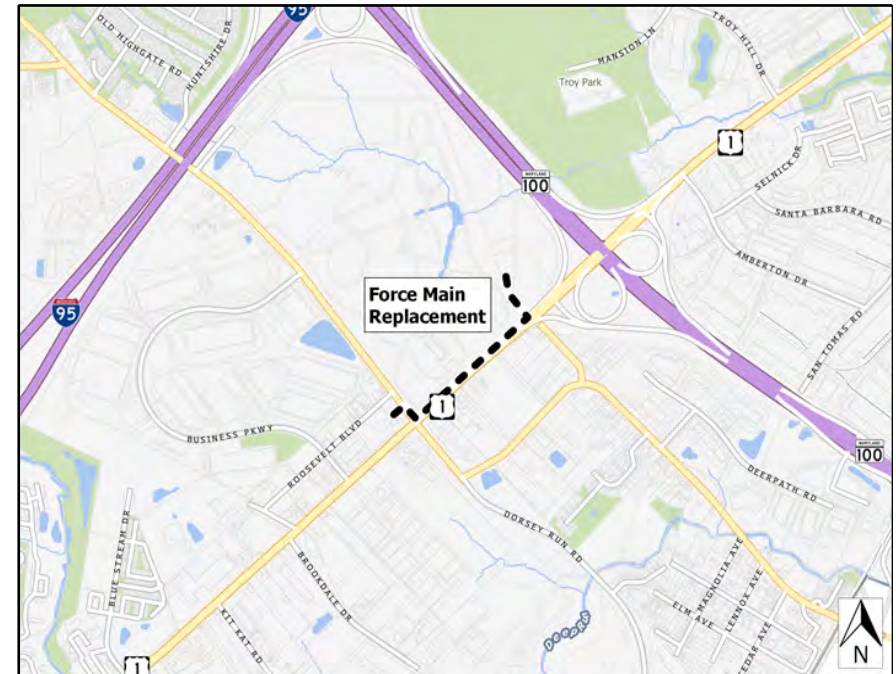 95
OLD HIGHGATE RD
HUNTSHIRE DR
MANSION LN
TROY HILL DR
Troy Park
1
SELNICK DR
MARYLAND
100
SANTA BARBARA RD
AMBERTON DR
Force Main
Replacement
95
SAN TOMAS RD
1
BUSINESS PKWY
ROOSEVELT BLVD
MARYLAND
100
DEERPATH RD
DORSEY RUN RD
BLUE STREAM DR
BROOKDALE DR
MAGNOLIA AVE
LENNOX AVE
ELM AVE
KIT KAT RD
Deep Run
CEDAR AVE
1
N